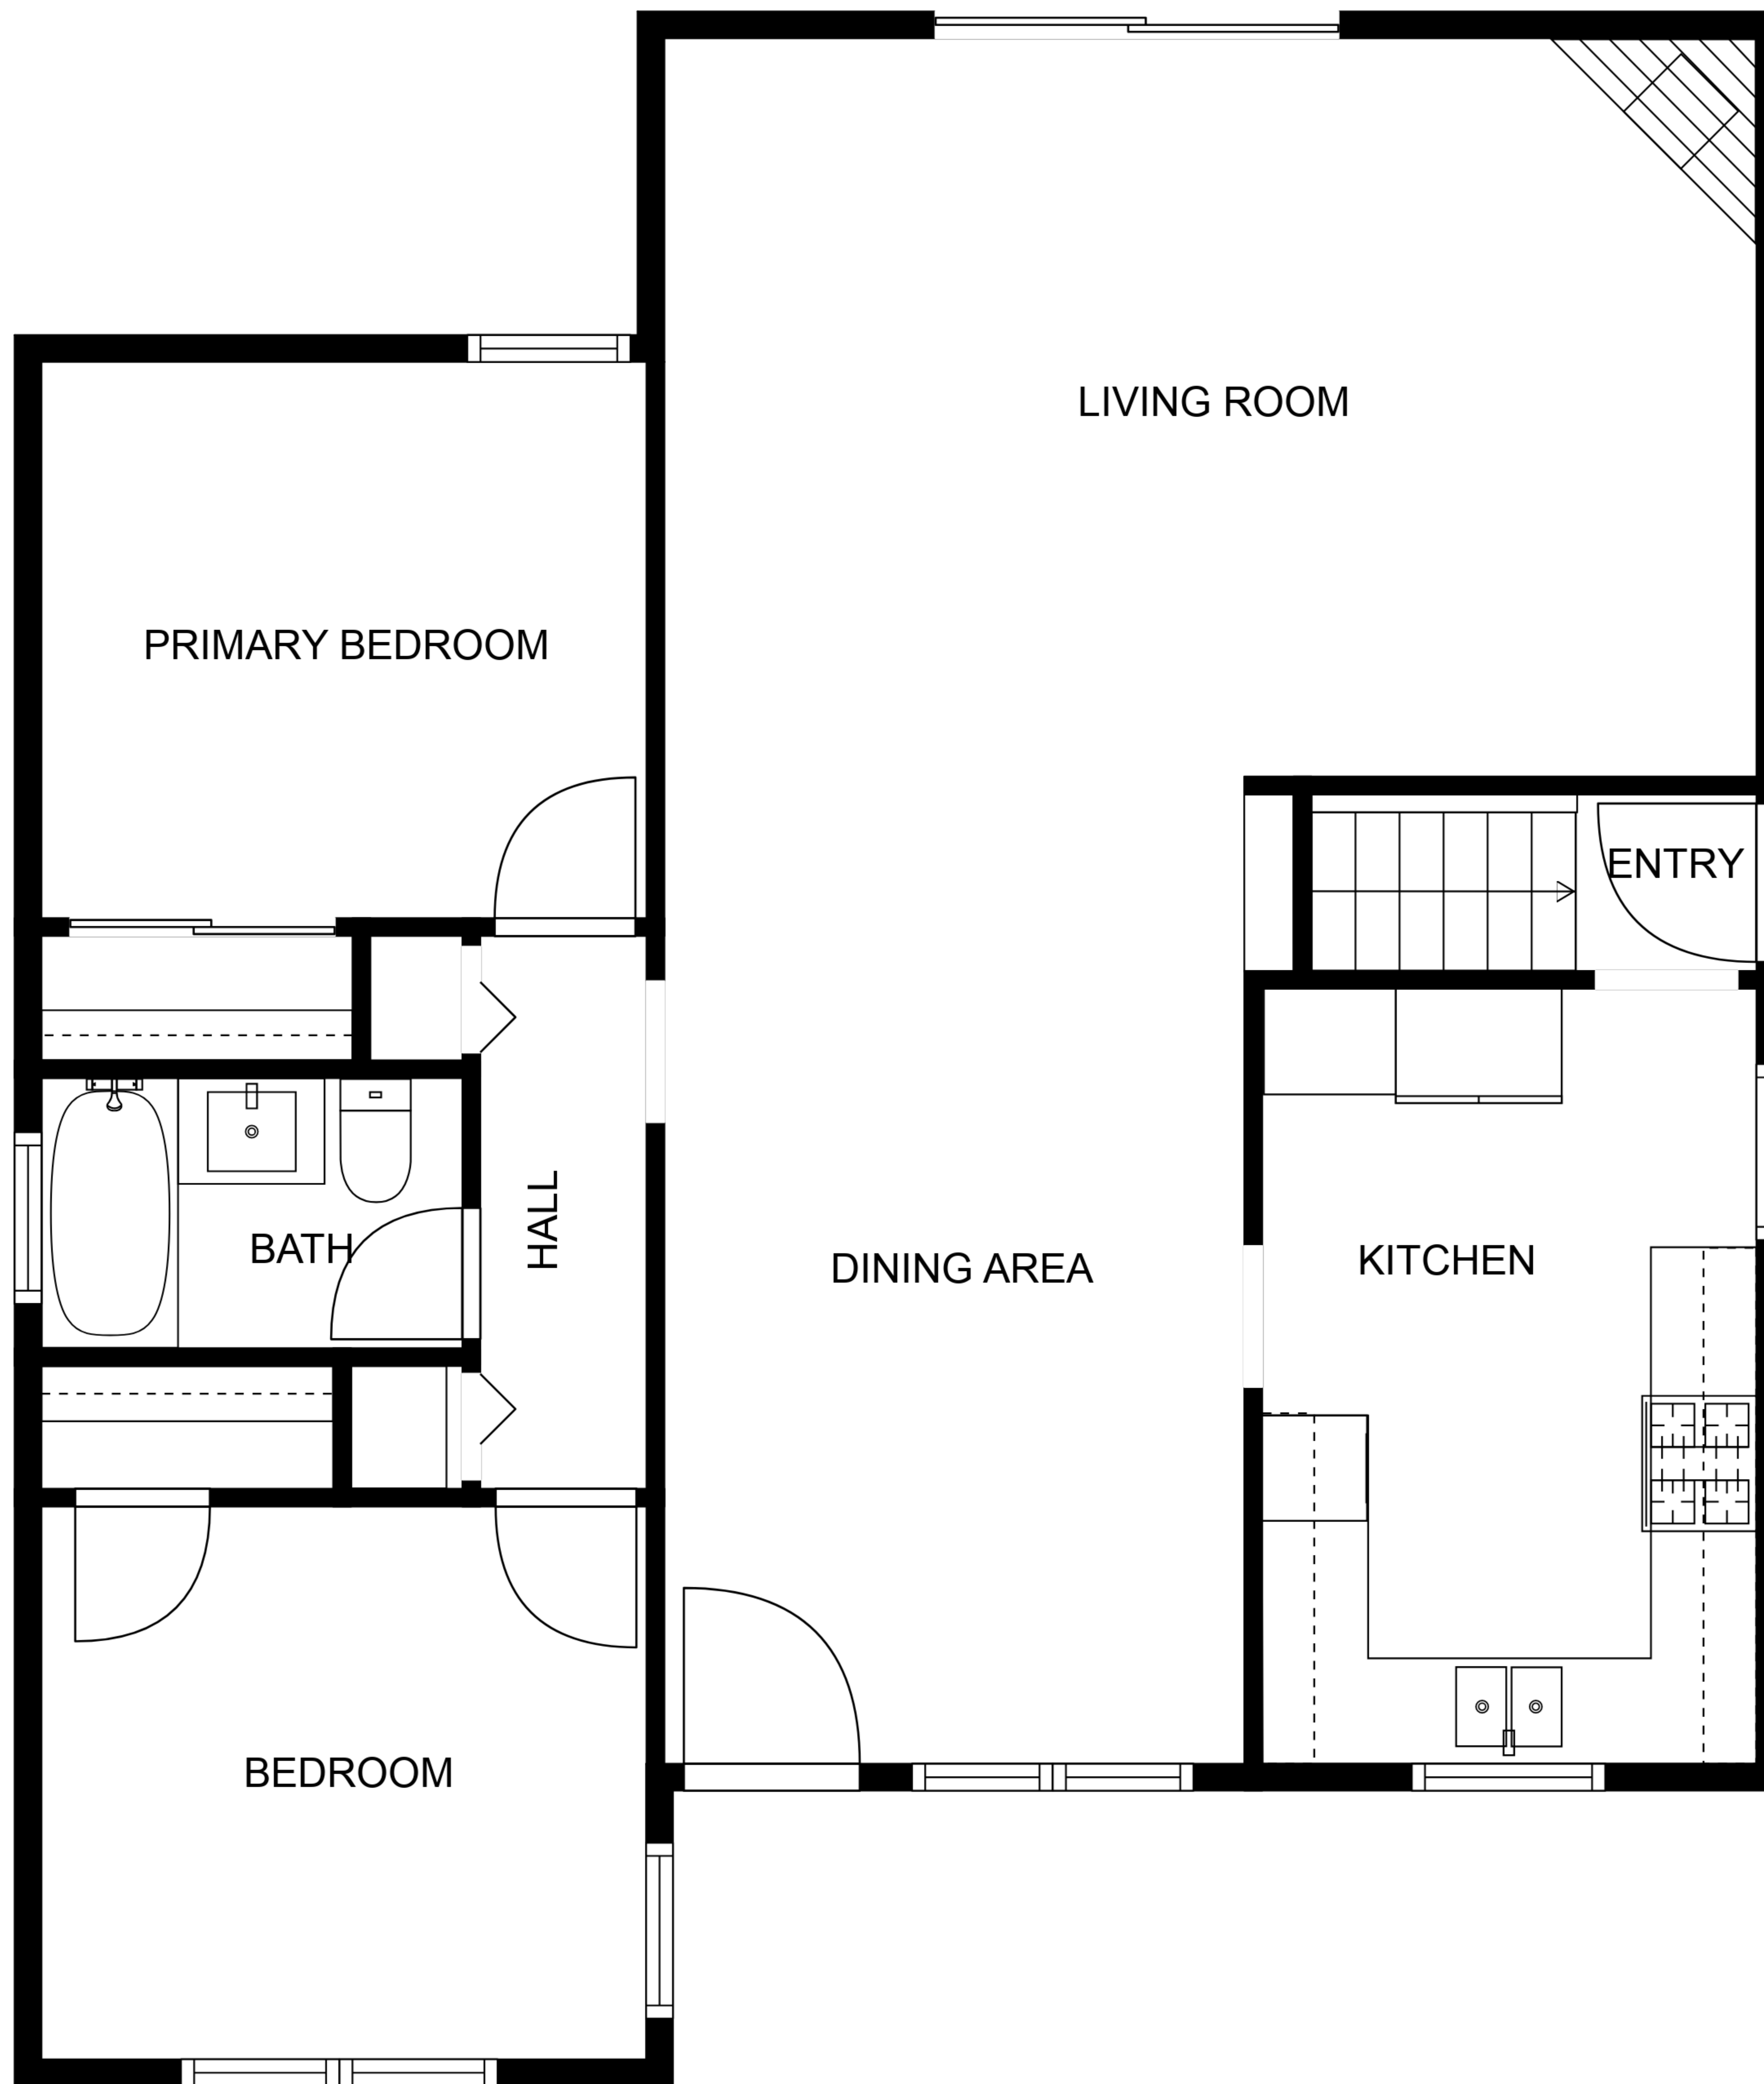 LIVING ROOM
PRIMARY BEDROOM
ENTRY
HALL
BATH
DINING AREA
KITCHEN
BEDROOM